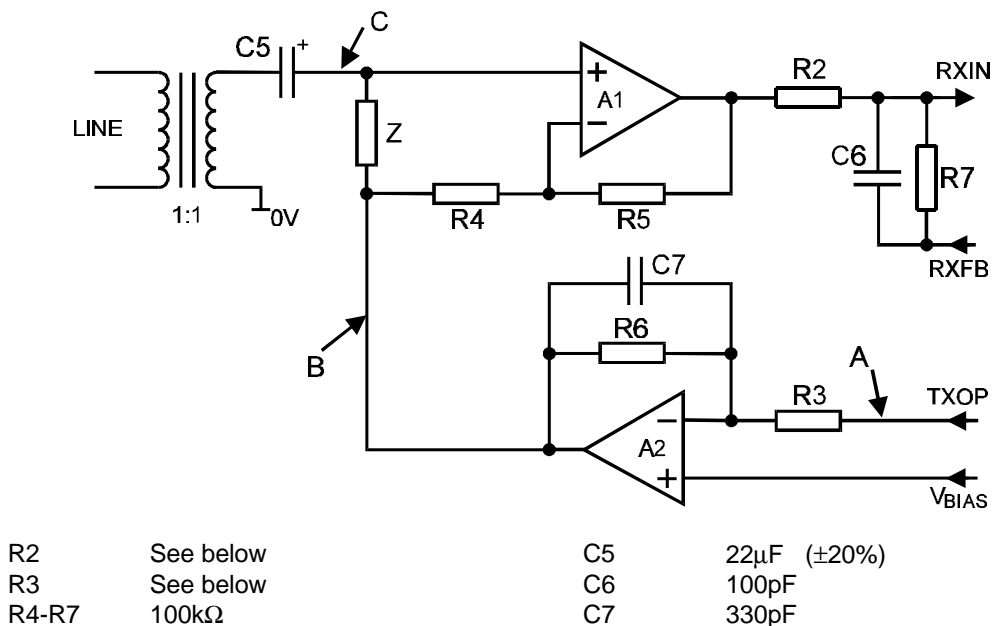 C
C5
+
R2
RXIN
+
A1
LINE
Z
−
C6
R7
1:1
0V
R4
R5
RXFB
C7
R6
B
A
R3
TXOP
−
A2
+
VBIAS
R2 See below C5 22μF (±20%)
R3 See below C6 100pF
R4-R7 100kΩ C7 330pF